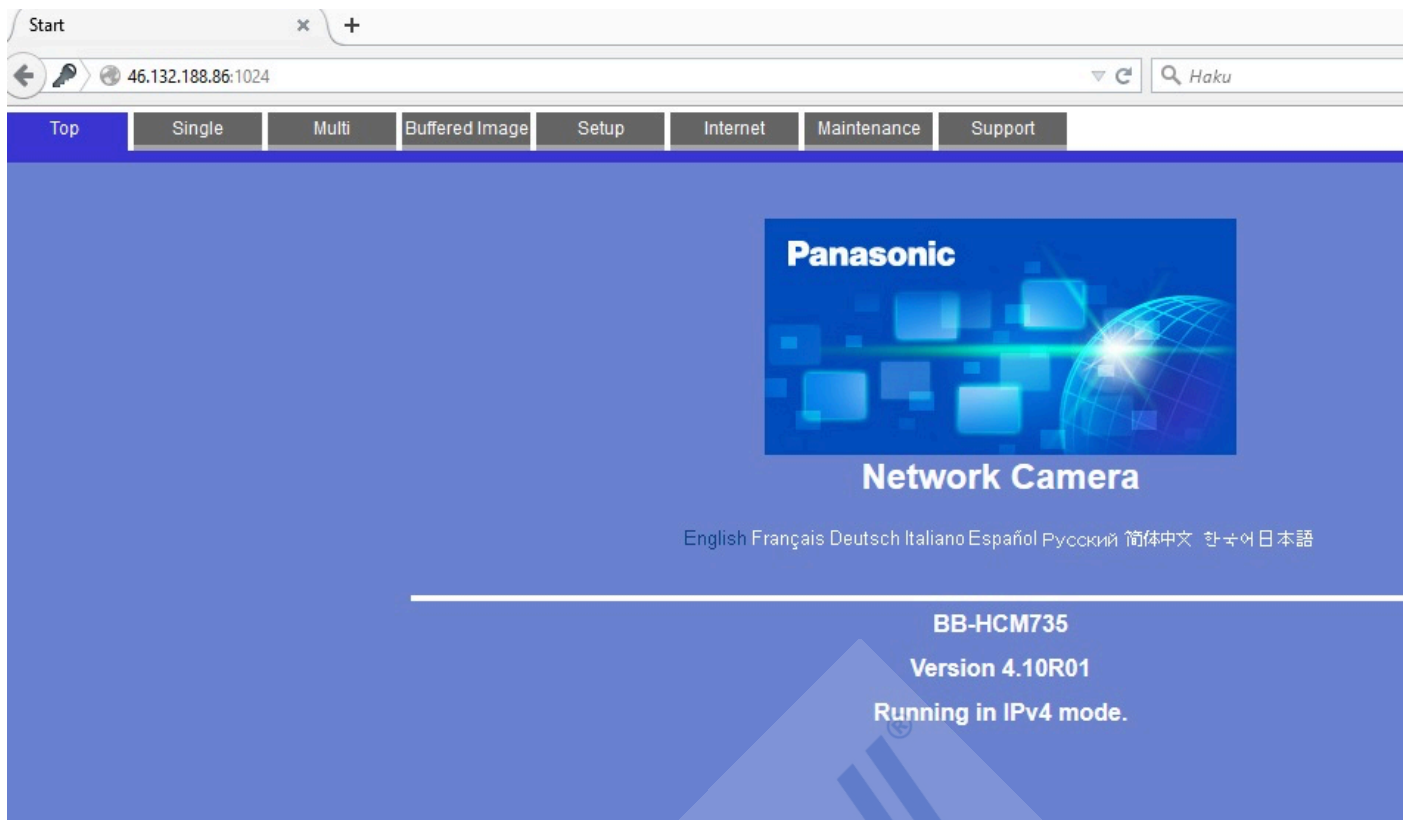 Start
46.132.188.86:1024
Haku
Top Single Multi Buffered Image Setup Internet Maintenance Support
Panasonic
Network Camera
English Français Deutsch Italiano Español Русский 简体中文 한국어 日本語
BB-HCM735
Version 4.10R01
Running in IPv4 mode.
®